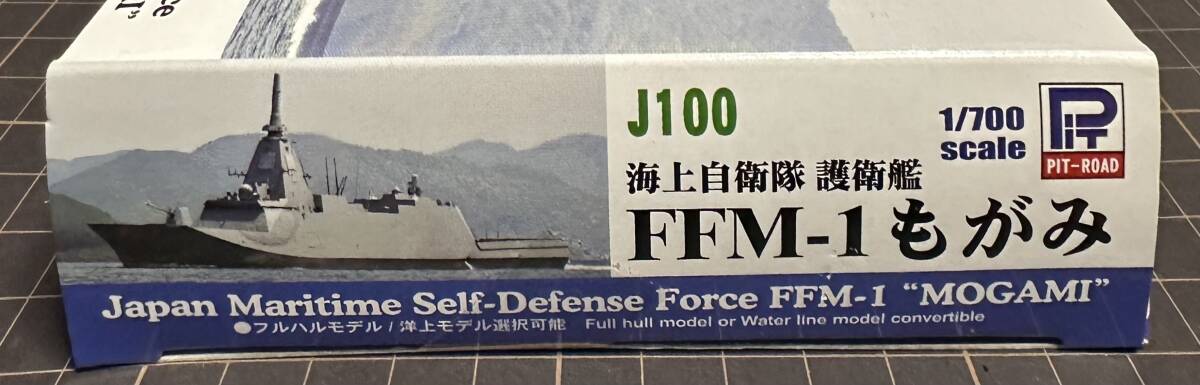 J100
1/700
scale
PiT
PIT-ROAD
海上自衛隊 護衛艦
FFM-1もがみ
Japan Maritime Self-Defense Force FFM-1 “MOGAMI”
●フルハルモデル / 洋上モデル選択可能 Full hull model or Water line model convertible